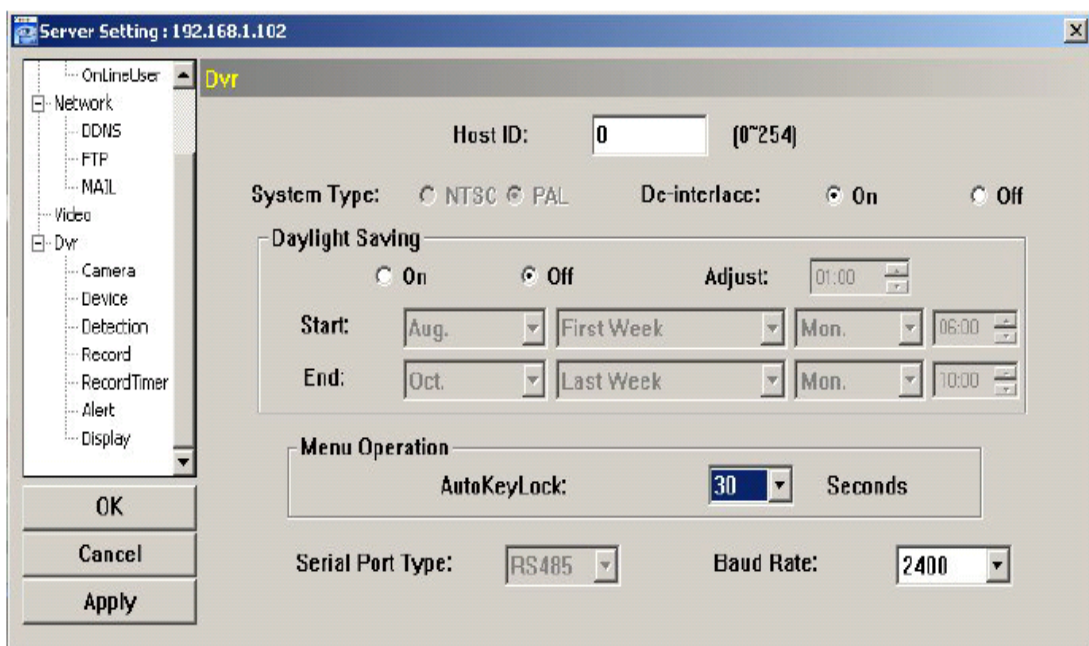 Server Setting : 192.168.1.102
OnLineUser
Network
DDNS
FTP
MAIL
Video
Dvr
Camera
Device
Detection
Record
RecordTimer
Alert
Display
OK
Cancel
Apply
Dvr
Host ID: 0 (0~254)
System Type: NTSC PAL De-interlace: On Off
Daylight Saving
On Off Adjust: 01:00
Start: Aug. First Week Mon. 06:00
End: Oct. Last Week Mon. 10:00
Menu Operation
AutoKeyLock: 30 Seconds
Serial Port Type: RS485 Baud Rate: 2400